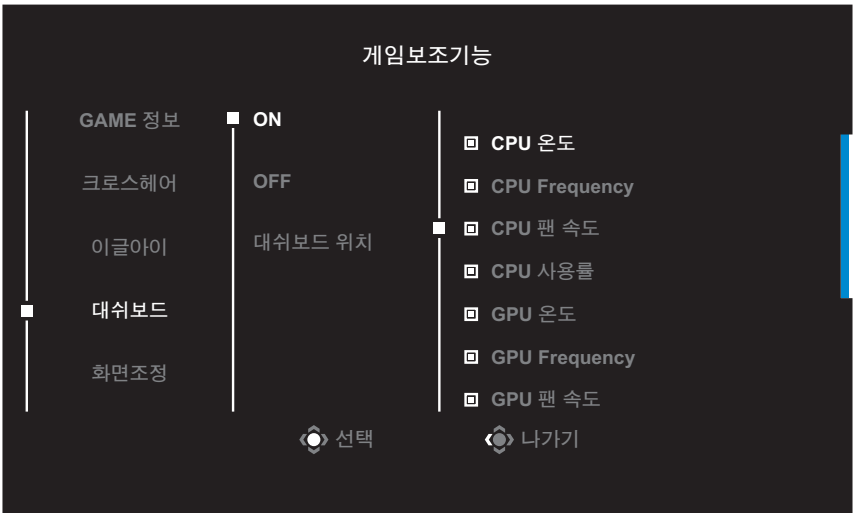 게임보조기능
GAME 정보
크로스헤어
이글아이
대쉬보드
화면조정
ON
OFF
대쉬보드 위치
CPU 온도
CPU Frequency
CPU 팬 속도
CPU 사용률
GPU 온도
GPU Frequency
GPU 팬 속도
선택
나가기